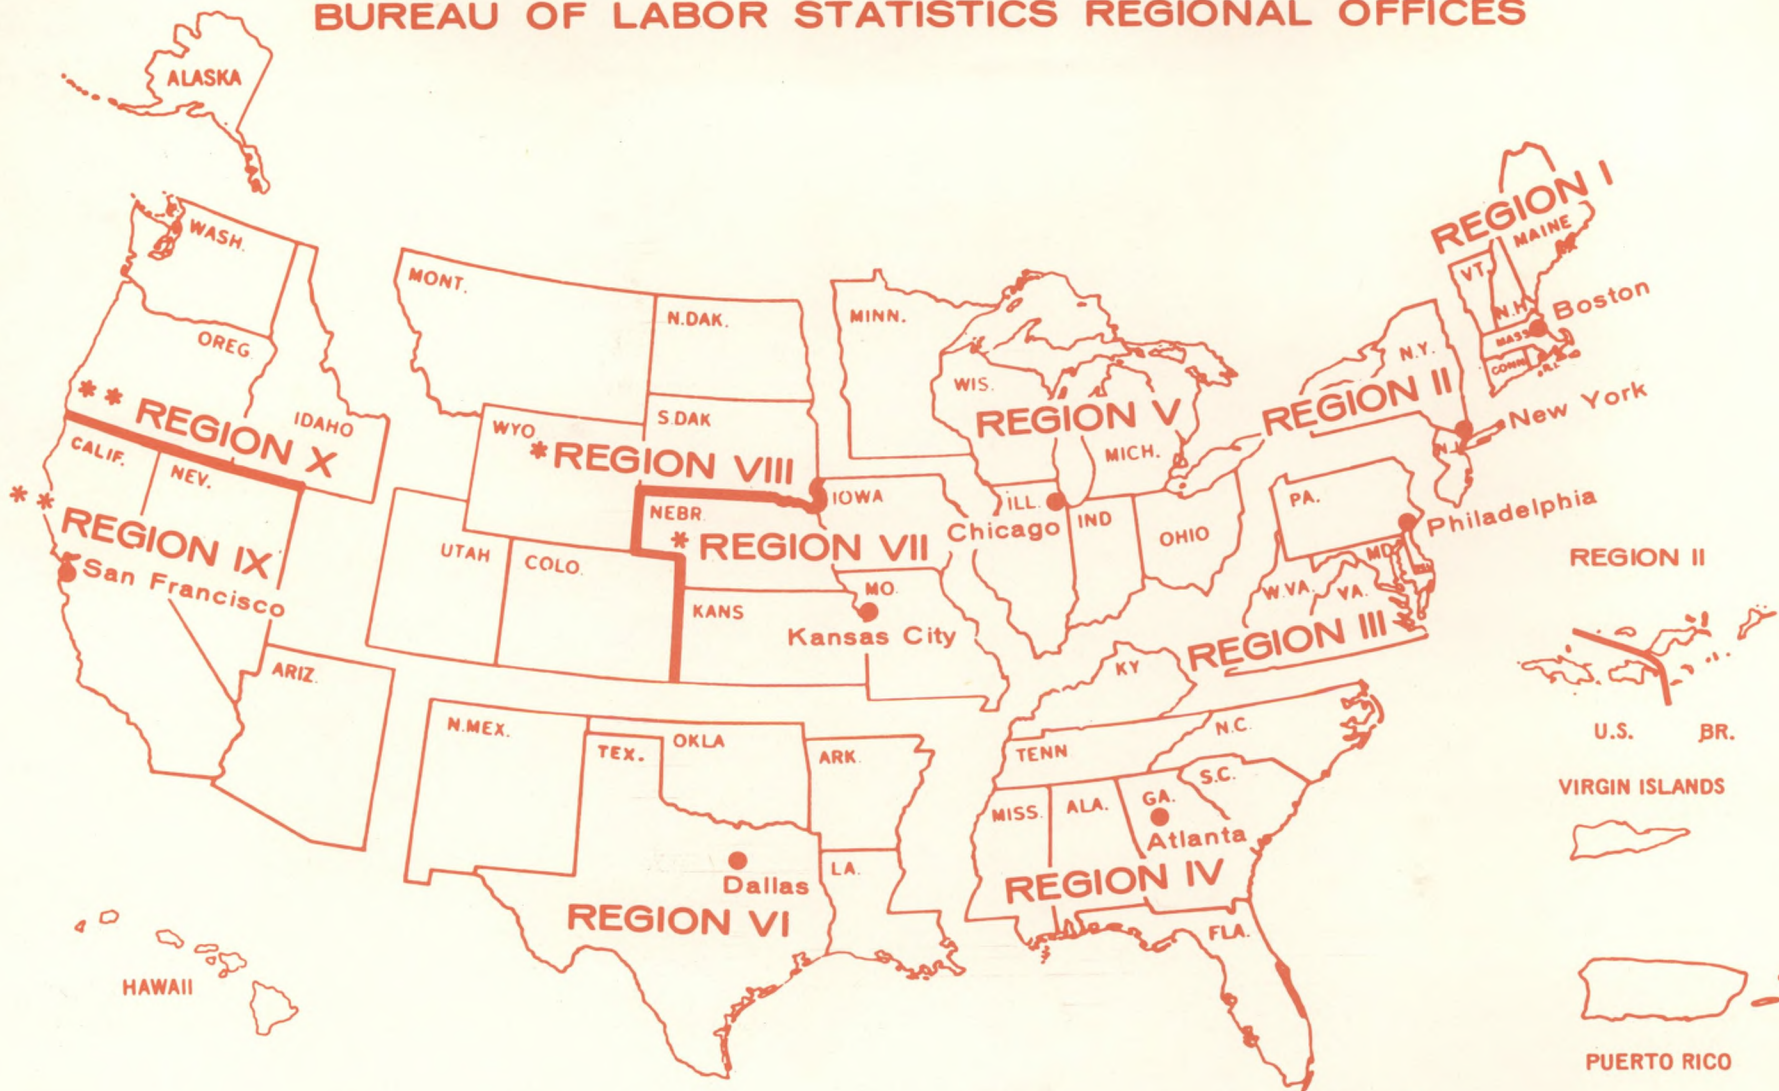 BUREAU OF LABOR STATISTICS REGIONAL OFFICES
ALASKA
REGION I
MAINE
VT.
N.H.
MASS
CONN
R.I.
Boston
WASH.
OREG.
IDAHO
** REGION X
MONT.
N.DAK.
S.DAK
WYO.
*REGION VIII
MINN.
WIS.
REGION V
MICH.
N.Y.
REGION II
New York
N.J.
CALIF.
NEV.
**
REGION IX
San Francisco
UTAH
COLO.
NEBR.
IOWA
* REGION VII
ILL.
Chicago
IND
OHIO
PA.
Philadelphia
MD.
W.VA.
VA.
REGION III
REGION II
KANS
MO.
Kansas City
KY
ARIZ.
N.MEX.
TEX.
OKLA
ARK.
TENN
N.C.
S.C.
U.S. BR.
VIRGIN ISLANDS
MISS.
ALA.
GA.
Atlanta
Dallas
LA.
REGION IV
REGION VI
FLA.
HAWAII
PUERTO RICO